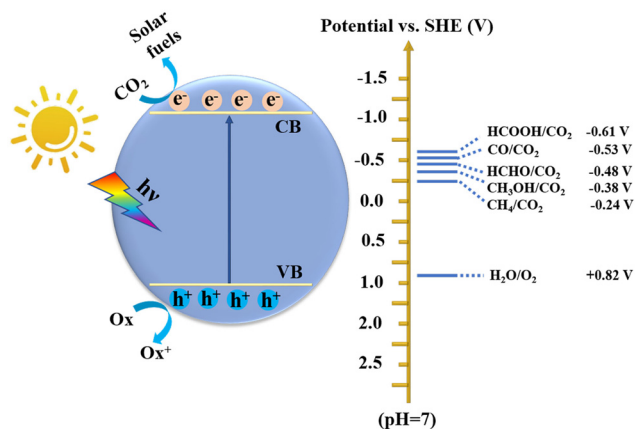 Solar
fuels
CO₂
e⁻ e⁻ e⁻ e⁻
CB
hν
VB
h⁺ h⁺ h⁺ h⁺
Ox
Ox⁺
Potential vs. SHE (V)
-1.5
-1.0
-0.5
0.0
0.5
1.0
2.0
2.5
(pH=7)
HCOOH/CO₂ -0.61 V
CO/CO₂ -0.53 V
HCHO/CO₂ -0.48 V
CH₃OH/CO₂ -0.38 V
CH₄/CO₂ -0.24 V
H₂O/O₂ +0.82 V